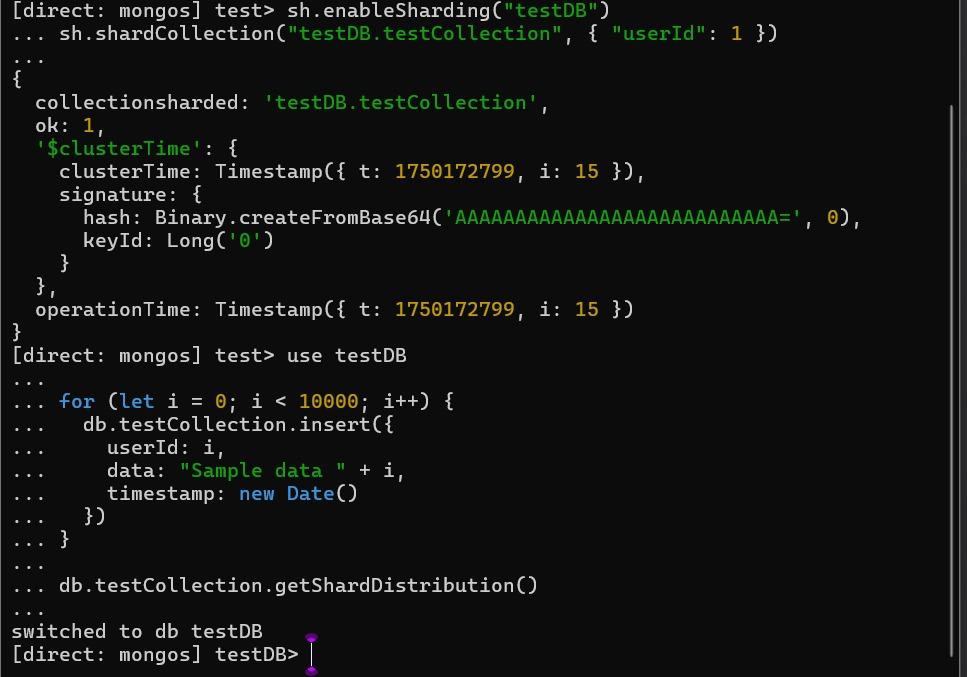 [direct: mongos] test> sh.enableSharding("testDB")
... sh.shardCollection("testDB.testCollection", { "userId": 1 })
...
{
  collectionsharded: 'testDB.testCollection',
  ok: 1,
  '$clusterTime': {
    clusterTime: Timestamp({ t: 1750172799, i: 15 }),
    signature: {
      hash: Binary.createFromBase64('AAAAAAAAAAAAAAAAAAAAAAAAAAA=', 0),
      keyId: Long('0')
    }
  },
  operationTime: Timestamp({ t: 1750172799, i: 15 })
}
[direct: mongos] test> use testDB
...
... for (let i = 0; i < 10000; i++) {
...   db.testCollection.insert({
...     userId: i,
...     data: "Sample data " + i,
...     timestamp: new Date()
...   })
... }
...
... db.testCollection.getShardDistribution()
...
switched to db testDB
[direct: mongos] testDB>